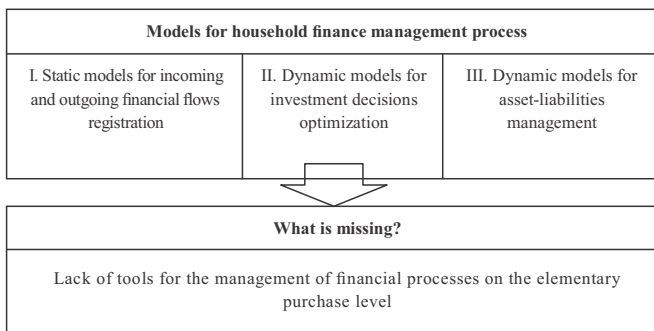 Models for household finance management process
I. Static models for incoming
and outgoing financial flows
registration
II. Dynamic models for
investment decisions
optimization
III. Dynamic models for
asset-liabilities
management
What is missing?
Lack of tools for the management of financial processes on the elementary
purchase level